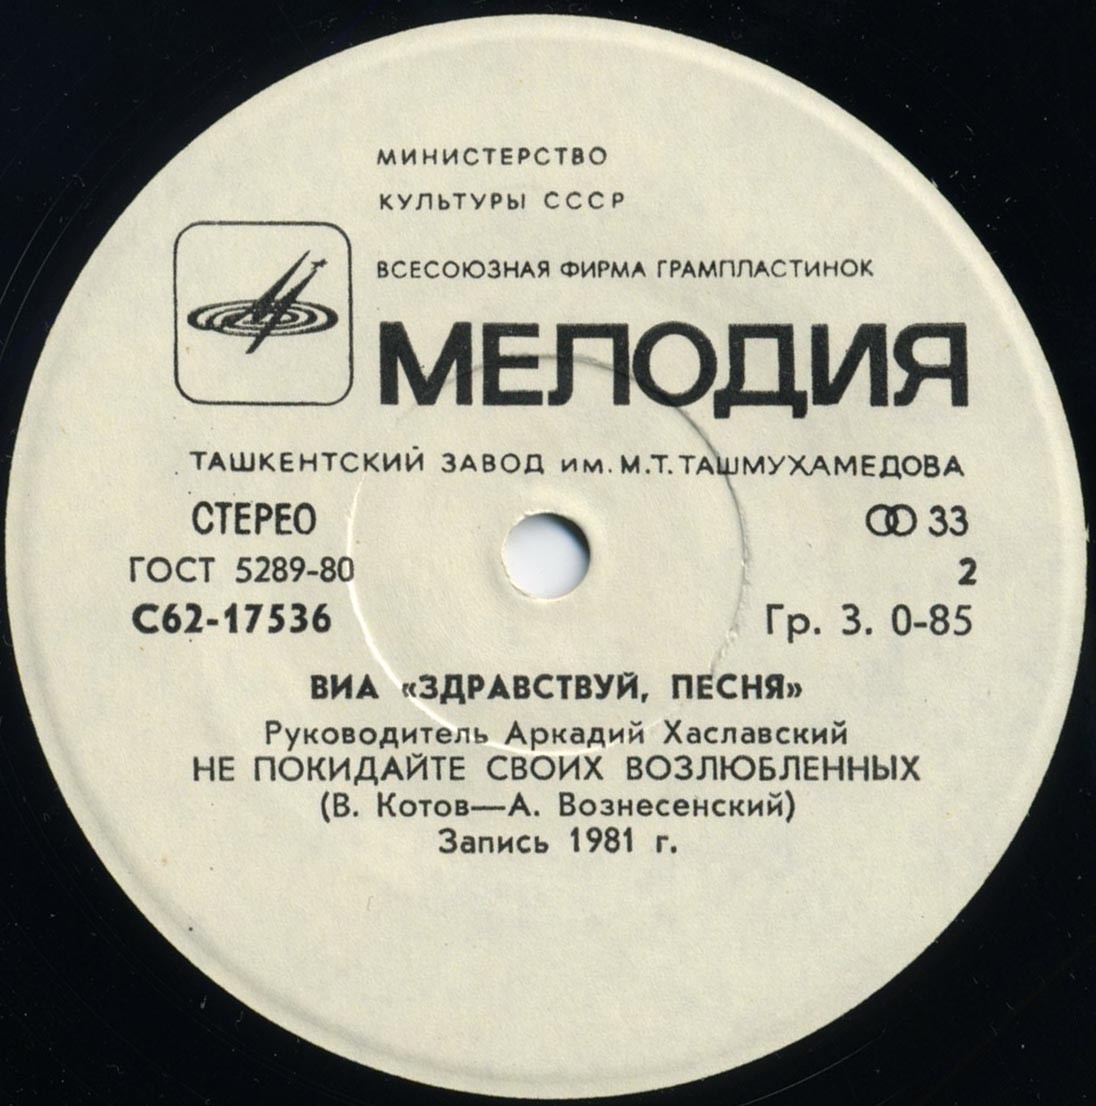 МИНИСТЕРСТВО
КУЛЬТУРЫ СССР
ВСЕСОЮЗНАЯ ФИРМА ГРАМПЛАСТИНОК
МЕЛОДИЯ
ТАШКЕНТСКИЙ ЗАВОД им. М.Т. ТАШМУХАМЕДОВА
СТЕРЕО 33
ГОСТ 5289-80 2
С62-17536 Гр. 3. 0-85
ВИА «ЗДРАВСТВУЙ, ПЕСНЯ»
Руководитель Аркадий Хаславский
НЕ ПОКИДАЙТЕ СВОИХ ВОЗЛЮБЛЕННЫХ
(В. Котов—А. Вознесенский)
Запись 1981 г.